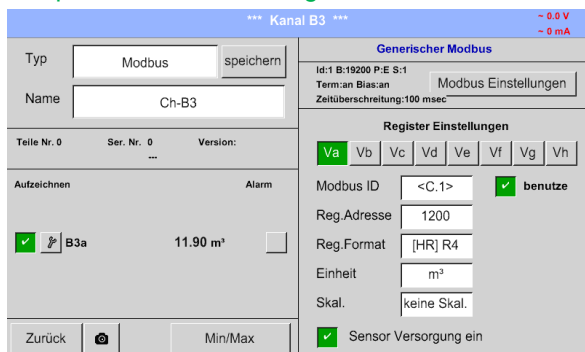 *** Kanal B3 ***
~ 0.0 V
~ 0 mA
Typ
Modbus
speichern
Name
Ch-B3
Teile Nr. 0
Ser. Nr. 0
Version:
---
Aufzeichnen
Alarm
B3a
11.90 m³
Zurück
Min/Max
Generischer Modbus
Id:1 B:19200 P:E S:1
Term:an Bias:an
Zeitüberschreitung:100 msec
Modbus Einstellungen
Register Einstellungen
Va Vb Vc Vd Ve Vf Vg Vh
Modbus ID
<C.1>
benutze
Reg.Adresse
1200
Reg.Format
[HR] R4
Einheit
m³
Skal.
keine Skal.
Sensor Versorgung ein